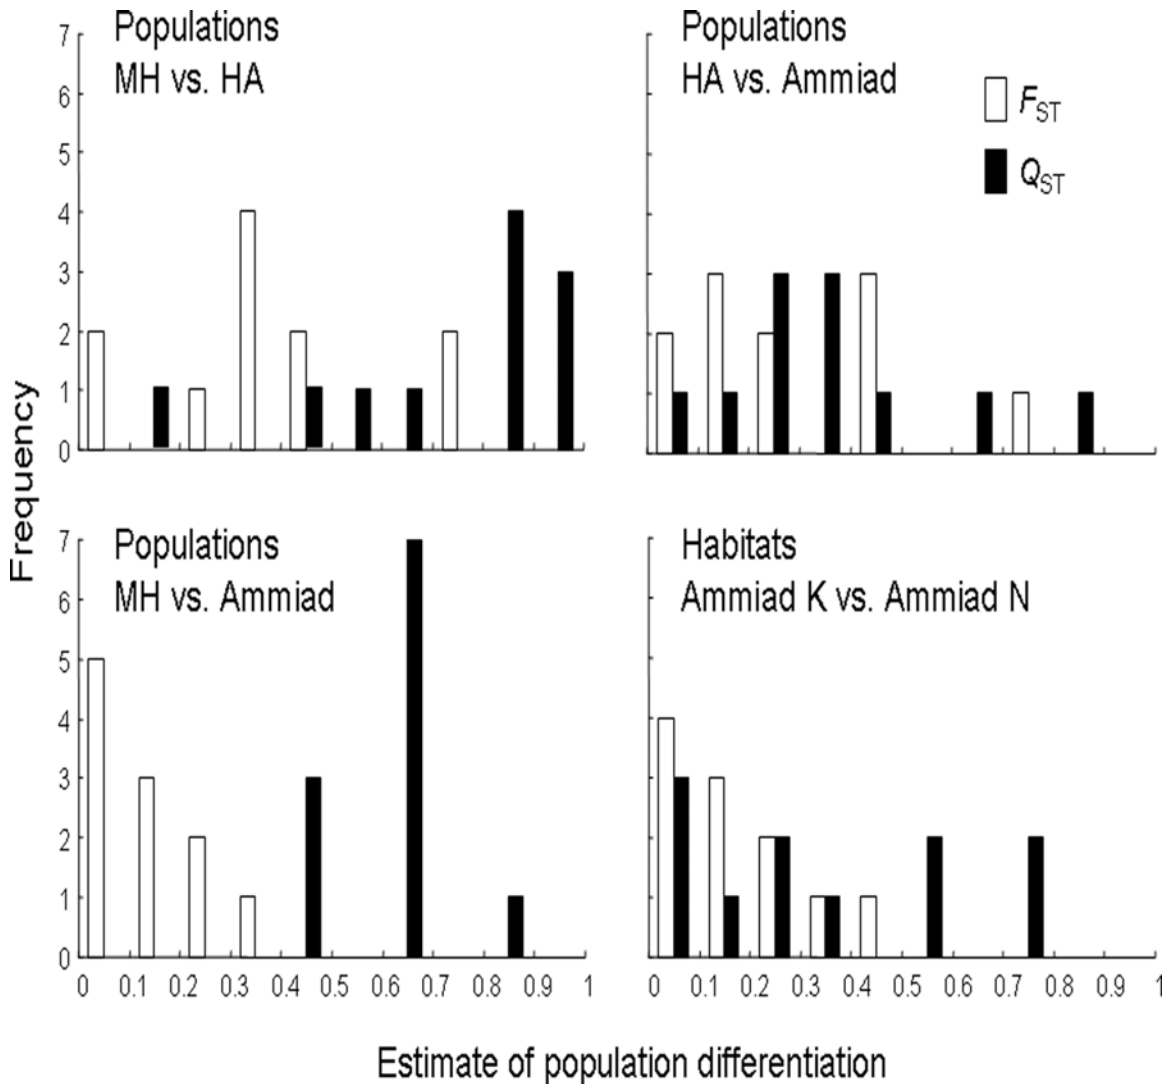 Populations
MH vs. HA
7
6
5
4
3
2
1
0
Populations
HA vs. Ammiad
FST
QST
Frequency
Populations
MH vs. Ammiad
7
6
5
4
3
2
1
0
0 0.1 0.2 0.3 0.4 0.5 0.6 0.7 0.8 0.9 1
Habitats
Ammiad K vs. Ammiad N
0 0.1 0.2 0.3 0.4 0.5 0.6 0.7 0.8 0.9 1
Estimate of population differentiation